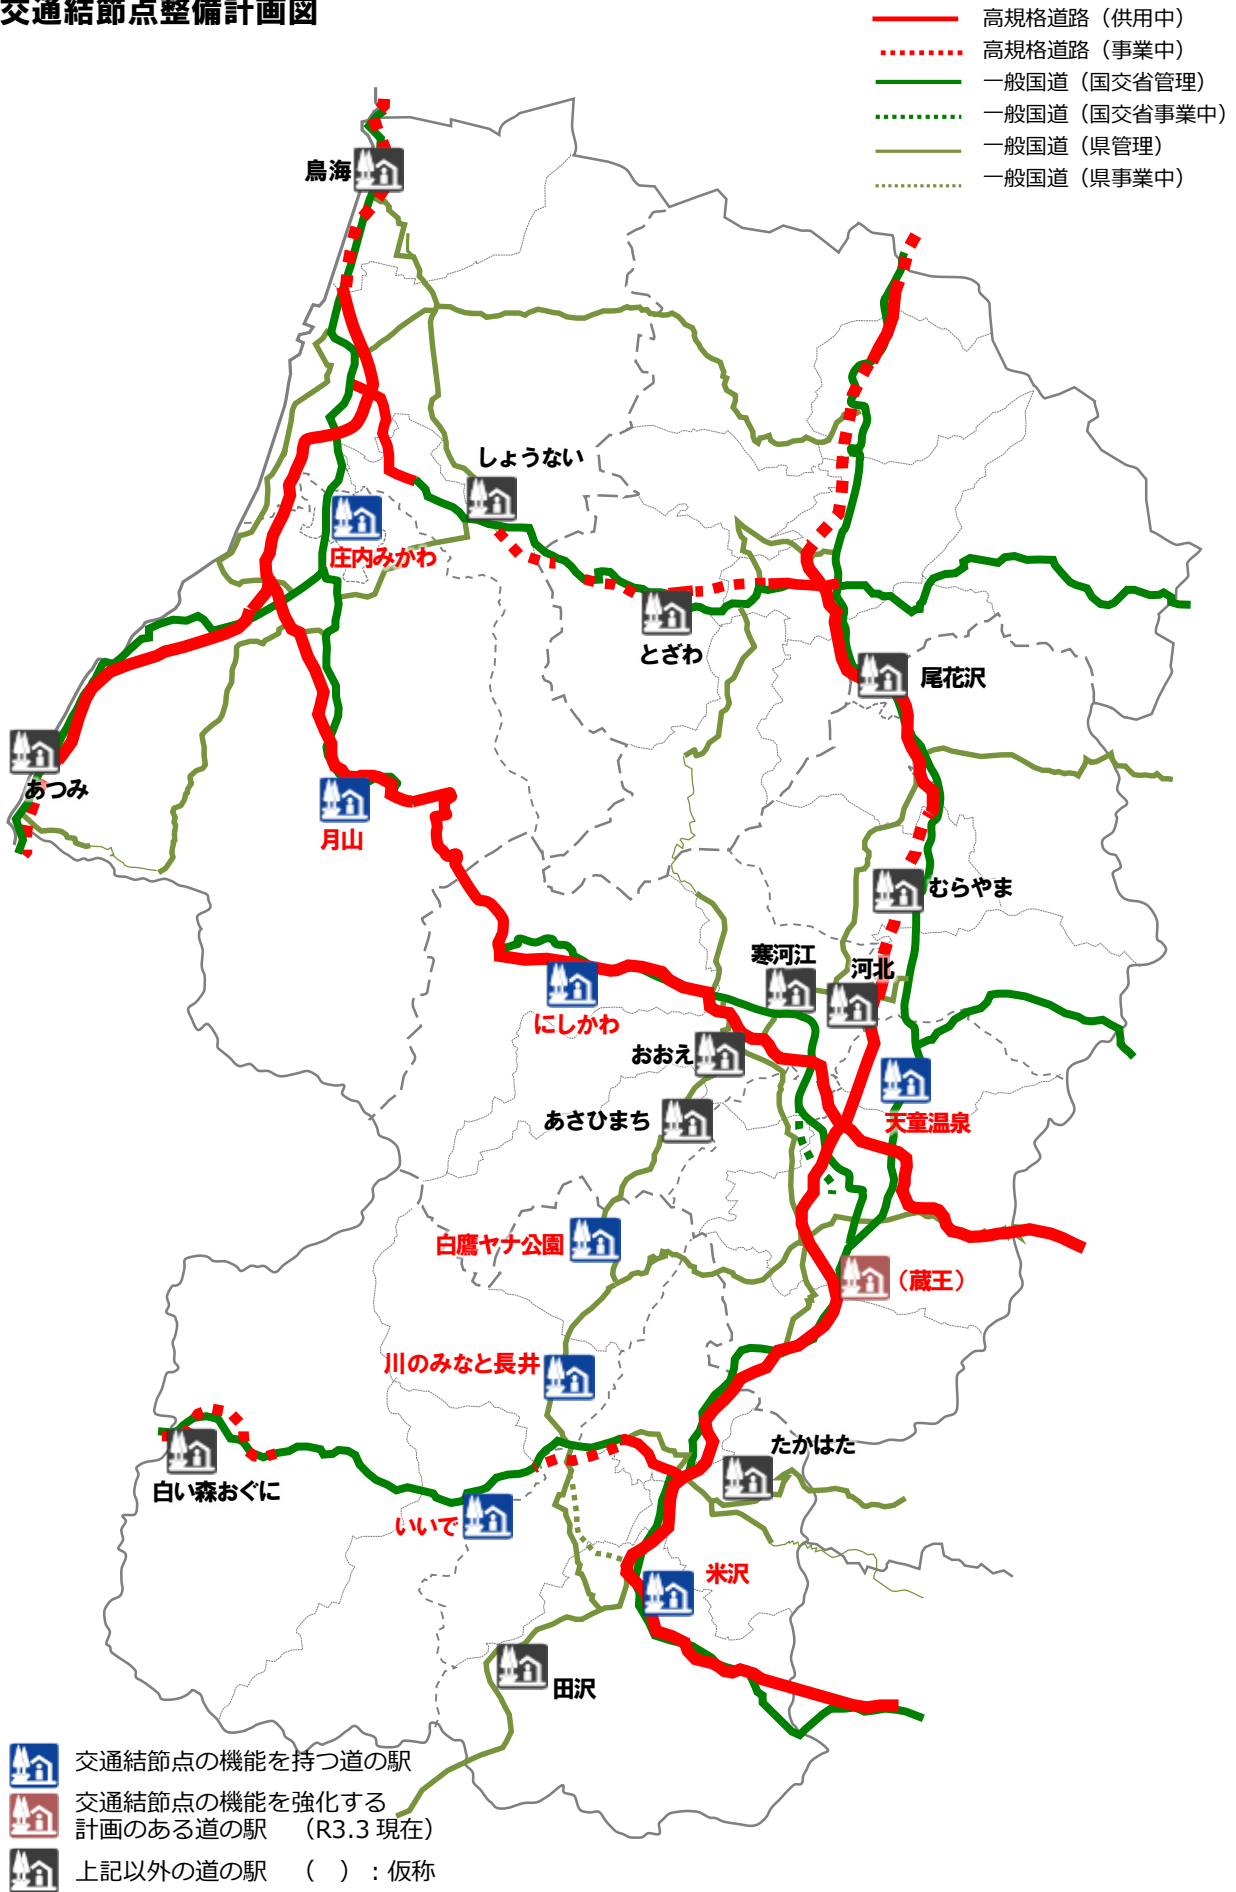 交通結節点整備計画図
高規格道路（供用中）
高規格道路（事業中）
一般国道（国交省管理）
一般国道（国交省事業中）
一般国道（県管理）
一般国道（県事業中）
鳥海
しょうない
庄内みかわ
とざわ
尾花沢
あつみ
月山
むらやま
寒河江
河北
にしかわ
おおえ
あさひまち
天童温泉
白鷹ヤナ公園
（蔵王）
川のみなと長井
たかはた
白い森おぐに
いいで
米沢
田沢
交通結節点の機能を持つ道の駅
交通結節点の機能を強化する
計画のある道の駅　（R3.3 現在）
上記以外の道の駅　（　）：仮称